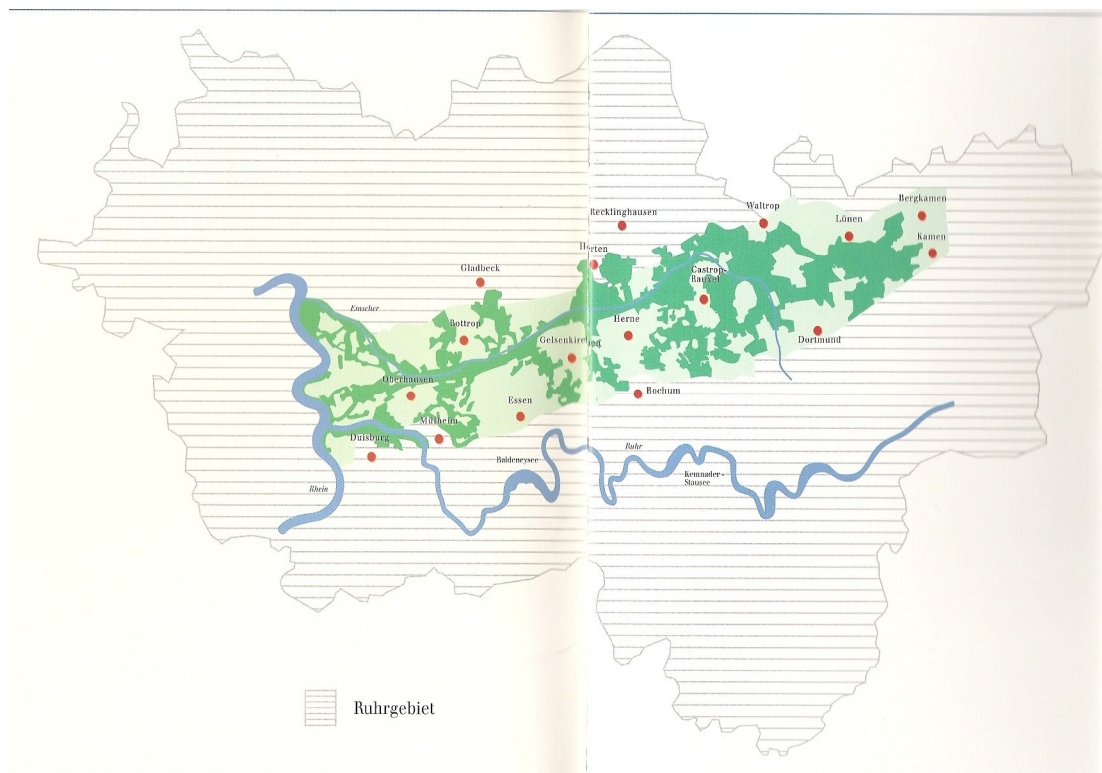 Bergkamen
Waltrop
Recklinghausen
Lünen
Kamen
Herten
Gladbeck
Castrop-
Rauxel
Emscher
Bottrop
Herne
Gelsenkirchen
Dortmund
Oberhausen
Bochum
Essen
Mülheim
Duisburg
Ruhr
Baldeneysee
Kemnader-
Stausee
Rhein
Ruhrgebiet